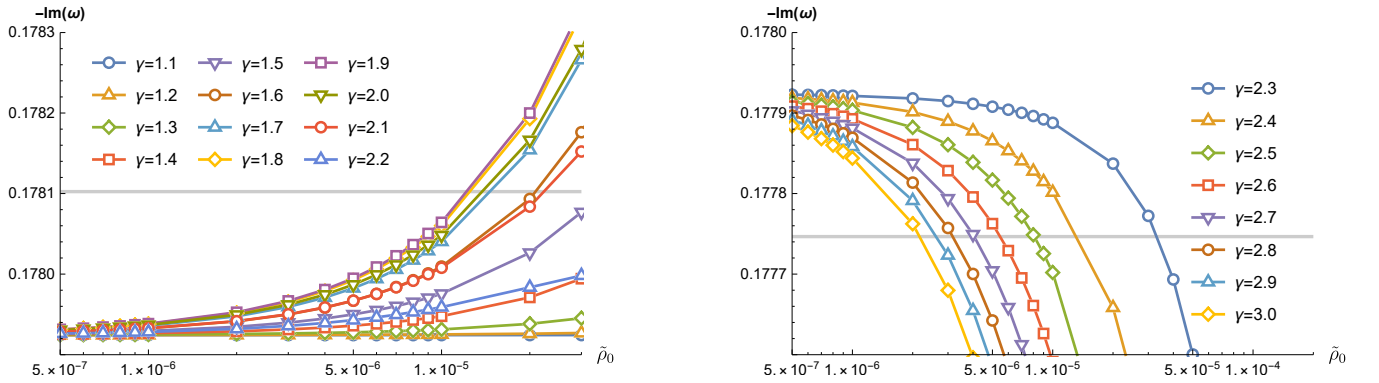 −Im(ω)
0.1783
0.1782
0.1781
0.1780
γ=1.1 γ=1.5 γ=1.9
γ=1.2 γ=1.6 γ=2.0
γ=1.3 γ=1.7 γ=2.1
γ=1.4 γ=1.8 γ=2.2
5.×10⁻⁷ 1.×10⁻⁶ 5.×10⁻⁶ 1.×10⁻⁵
ρ̃₀
−Im(ω)
0.1780
0.1779
0.1778
0.1777
γ=2.3
γ=2.4
γ=2.5
γ=2.6
γ=2.7
γ=2.8
γ=2.9
γ=3.0
5.×10⁻⁷ 1.×10⁻⁶ 5.×10⁻⁶ 1.×10⁻⁵ 5.×10⁻⁵ 1.×10⁻⁴
ρ̃₀